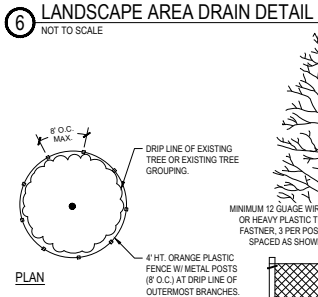 6 LANDSCAPE AREA DRAIN DETAIL
NOT TO SCALE
8' O.C.
MAX.
DRIP LINE OF EXISTING
TREE OR EXISTING TREE
GROUPING.
MINIMUM 12 GUAGE WIR
OR HEAVY PLASTIC T
FASTNER, 3 PER POS
SPACED AS SHOW
4' HT. ORANGE PLASTIC
FENCE W/ METAL POSTS
(8' O.C.) AT DRIP LINE OF
OUTERMOST BRANCHES.
PLAN